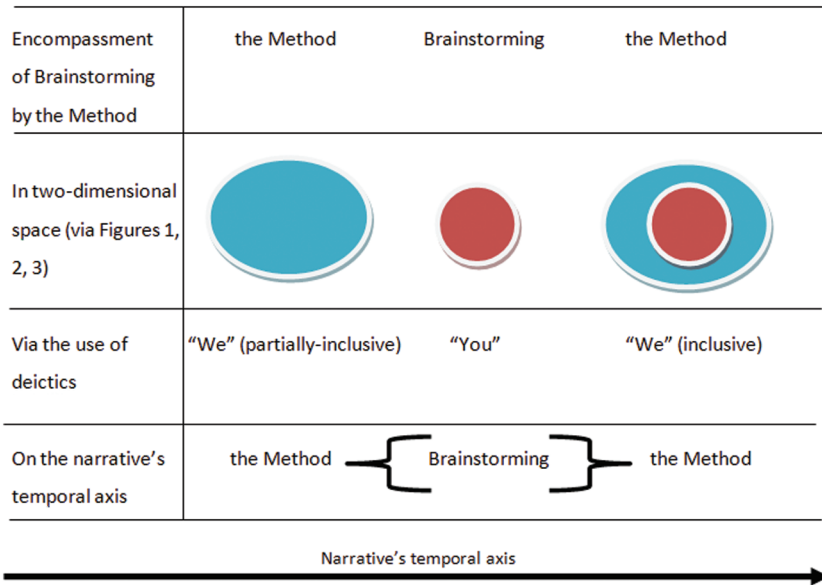 Encompassment
of Brainstorming
by the Method
the Method
Brainstorming
the Method
In two-dimensional
space (via Figures 1,
2, 3)
Via the use of
deictics
“We” (partially-inclusive)
“You”
“We” (inclusive)
On the narrative’s
temporal axis
the Method
Brainstorming
the Method
Narrative’s temporal axis